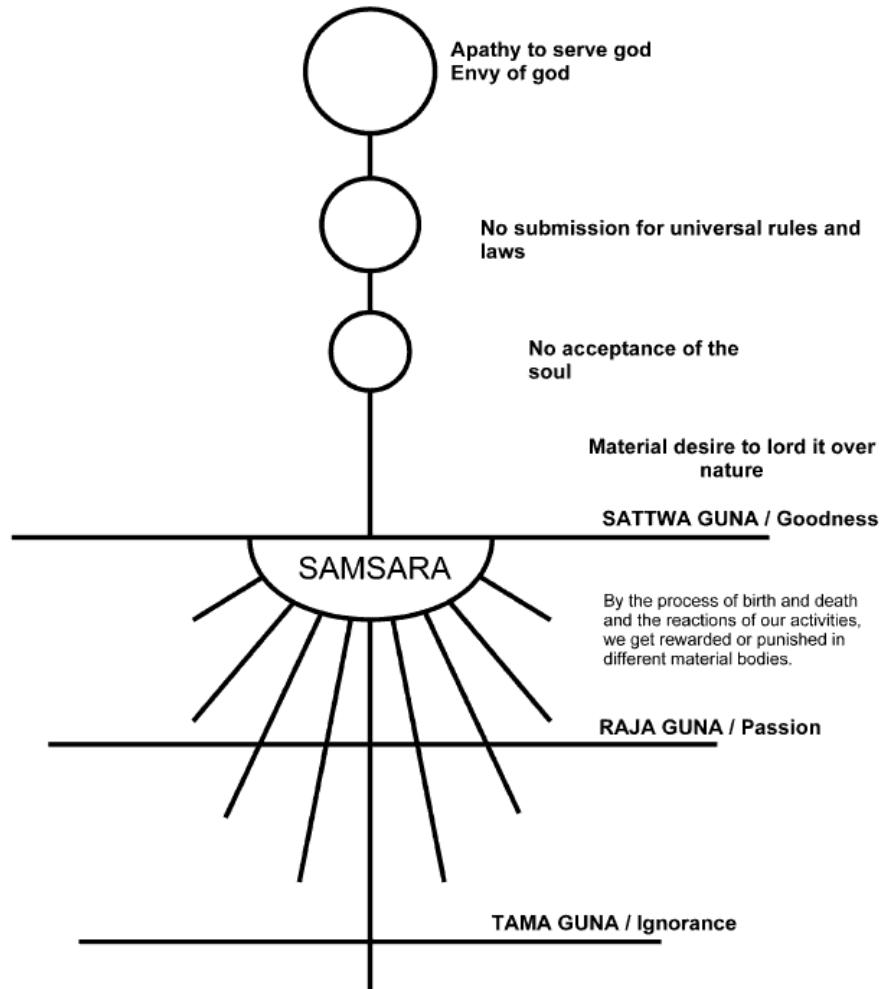 Apathy to serve god
Envy of god
No submission for universal rules and
laws
No acceptance of the
soul
Material desire to lord it over
nature
SATTWA GUNA / Goodness
SAMSARA
By the process of birth and death
and the reactions of our activities,
we get rewarded or punished in
different material bodies.
RAJA GUNA / Passion
TAMA GUNA / Ignorance